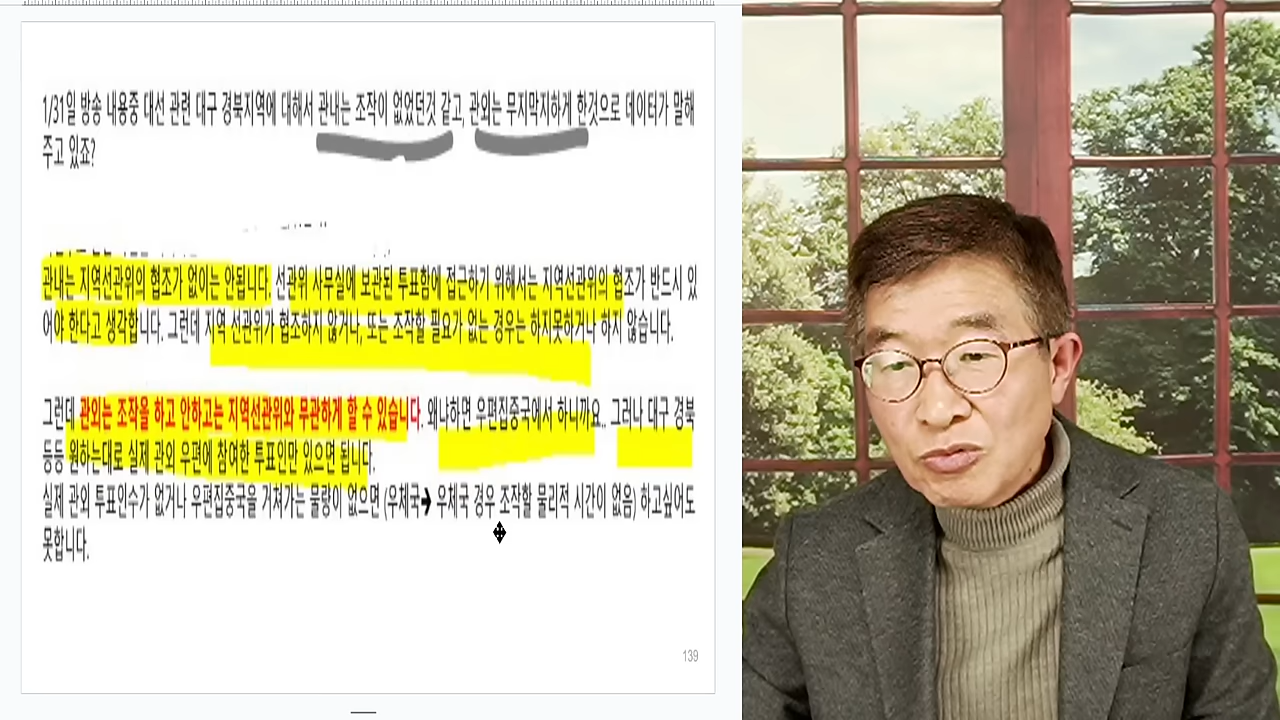 1/31일 방송 내용중 대선 관련 대구 경북지역에 대해서 관내는 조작이 없었던것 같고, 관외는 무지막지하게 한것으로 데이터가 말해
주고 있죠?
관내는 지역선관위의 협조가 없이는 안됩니다. 선관위 사무실에 보관된 투표함에 접근하기 위해서는 지역선관위의 협조가 반드시 있
어야 한다고 생각합니다. 그런데 지역 선관위가 협조하지 않거나, 또는 조작할 필요가 없는 경우는 하지못하거나 하지 않습니다.
그런데 관외는 조작을 하고 안하고는 지역선관위와 무관하게 할 수 있습니다. 왜냐하면 우편집중국에서 하니까요.. 그러나 대구 경북
등등 원하는대로 실제 관외 우편에 참여한 투표인만 있으면 됩니다.
실제 관외 투표인수가 없거나 우편집중국을 거쳐가는 물량이 없으면 (우체국→ 우체국 경우 조작할 물리적 시간이 없음) 하고싶어도
못합니다.
139